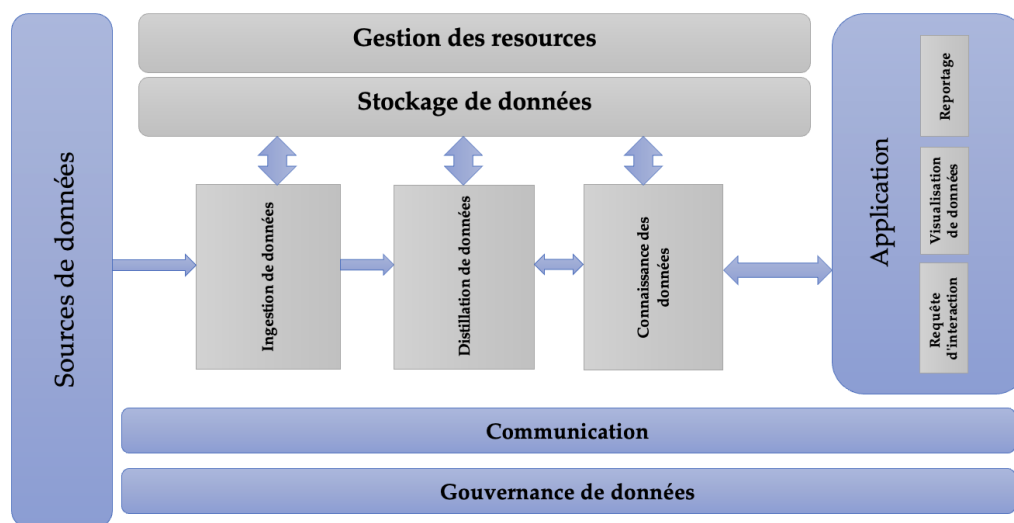 Sources de données
Gestion des resources
Stockage de données
Ingestion de données
Distillation de données
Connaissance des
données
Application
Reportage
Visualisation
de données
Requête
d'interaction
Communication
Gouvernance de données